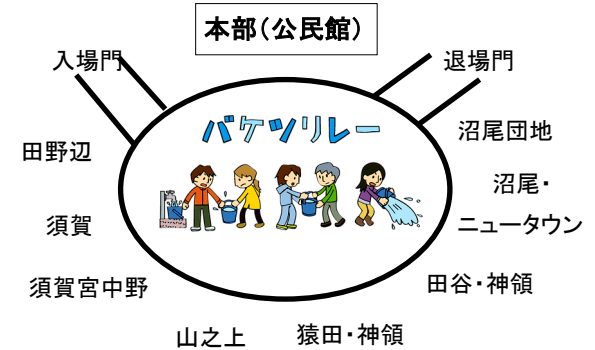 本部（公民館）
入場門
退場門
バケツリレー
沼尾団地
田野辺
沼尾・
ニュータウン
須賀
田谷・神領
須賀宮中野
山之上
猿田・神領